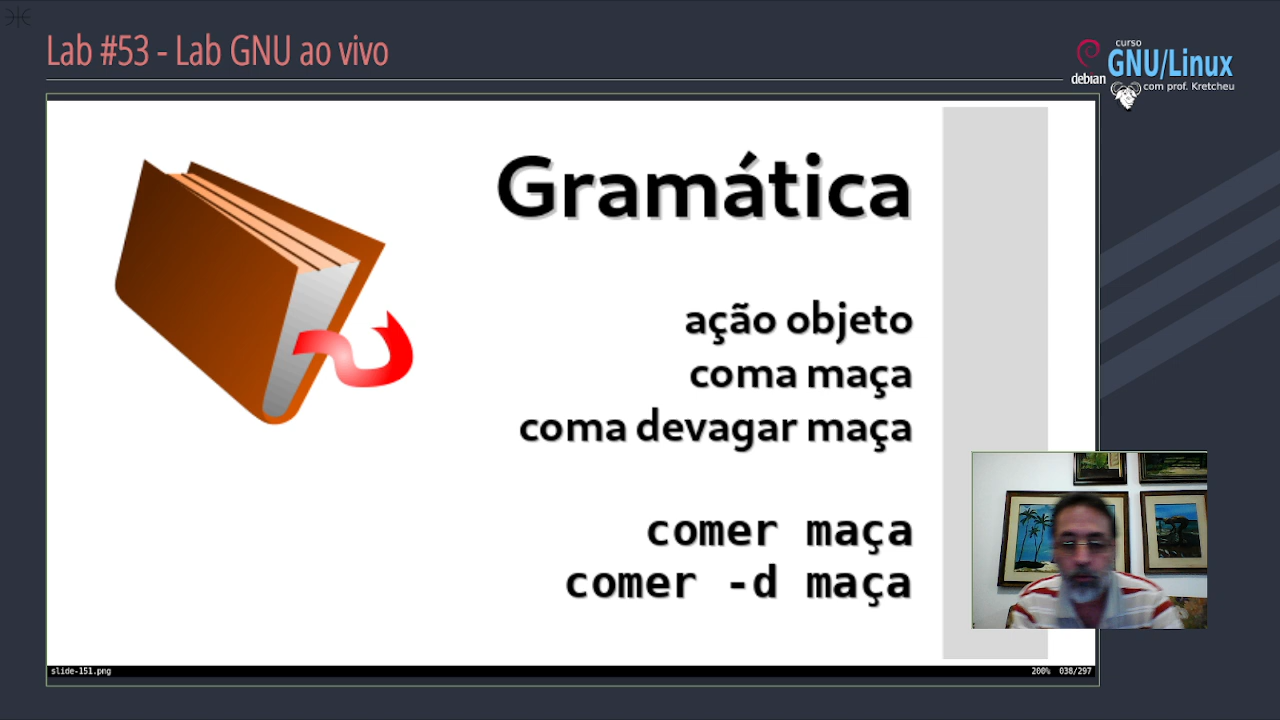 Lab #53 - Lab GNU ao vivo
curso
GNU/Linux
debian
com prof. Kretcheu
Gramática
ação objeto
coma maça
coma devagar maça
comer maça
comer -d maça
slide-151.png
200% 038/297